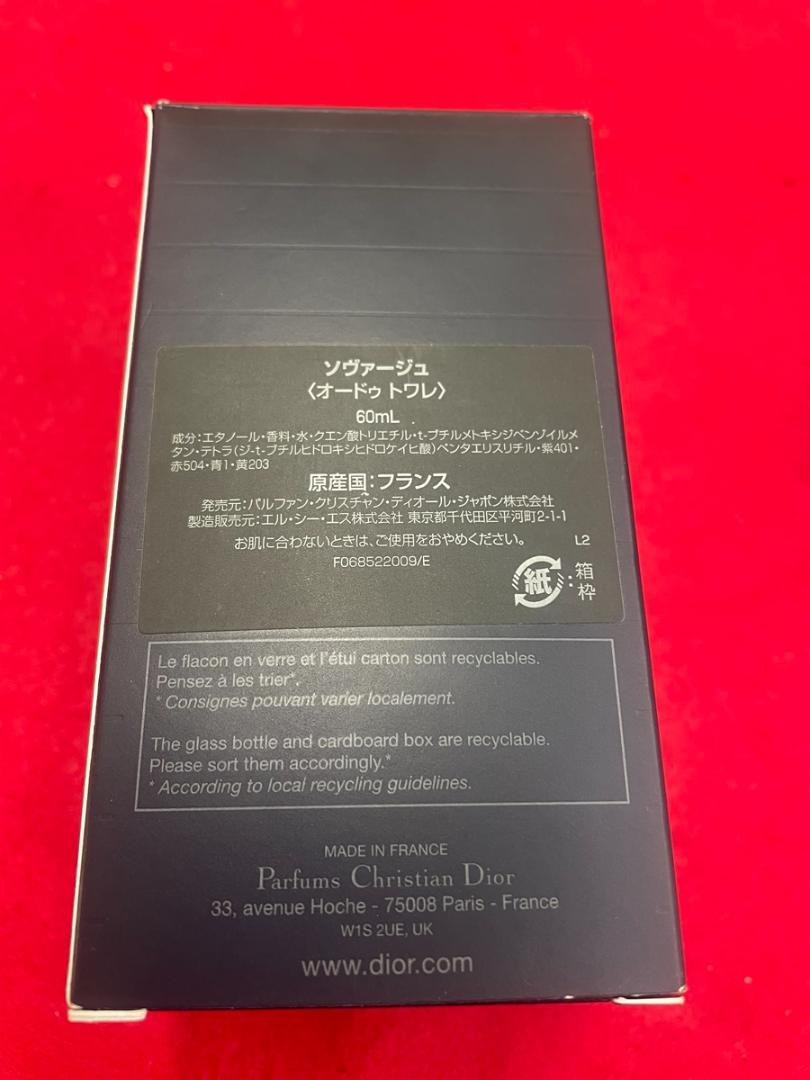 ソヴァージュ
〈オードゥ トワレ〉
60mL
成分:エタノール・香料・水・クエン酸トリエチル・t-ブチルメトキシジベンゾイルメ
タン・テトラ(ジ-t-ブチルヒドロキシヒドロケイヒ酸)ペンタエリスリチル・紫401・
赤504・青1・黄203
原産国:フランス
発売元:パルファン・クリスチャン・ディオール・ジャポン株式会社
製造販売元:エル・シー・エス株式会社 東京都千代田区平河町2-1-1
お肌に合わないときは、ご使用をおやめください。 L2
F068522009/E
紙:箱
枠
Le flacon en verre et l'étui carton sont recyclables.
Pensez à les trier*.
* Consignes pouvant varier localement.
The glass bottle and cardboard box are recyclable.
Please sort them accordingly.*
* According to local recycling guidelines.
MADE IN FRANCE
Parfums Christian Dior
33, avenue Hoche - 75008 Paris - France
W1S 2UE, UK
www.dior.com